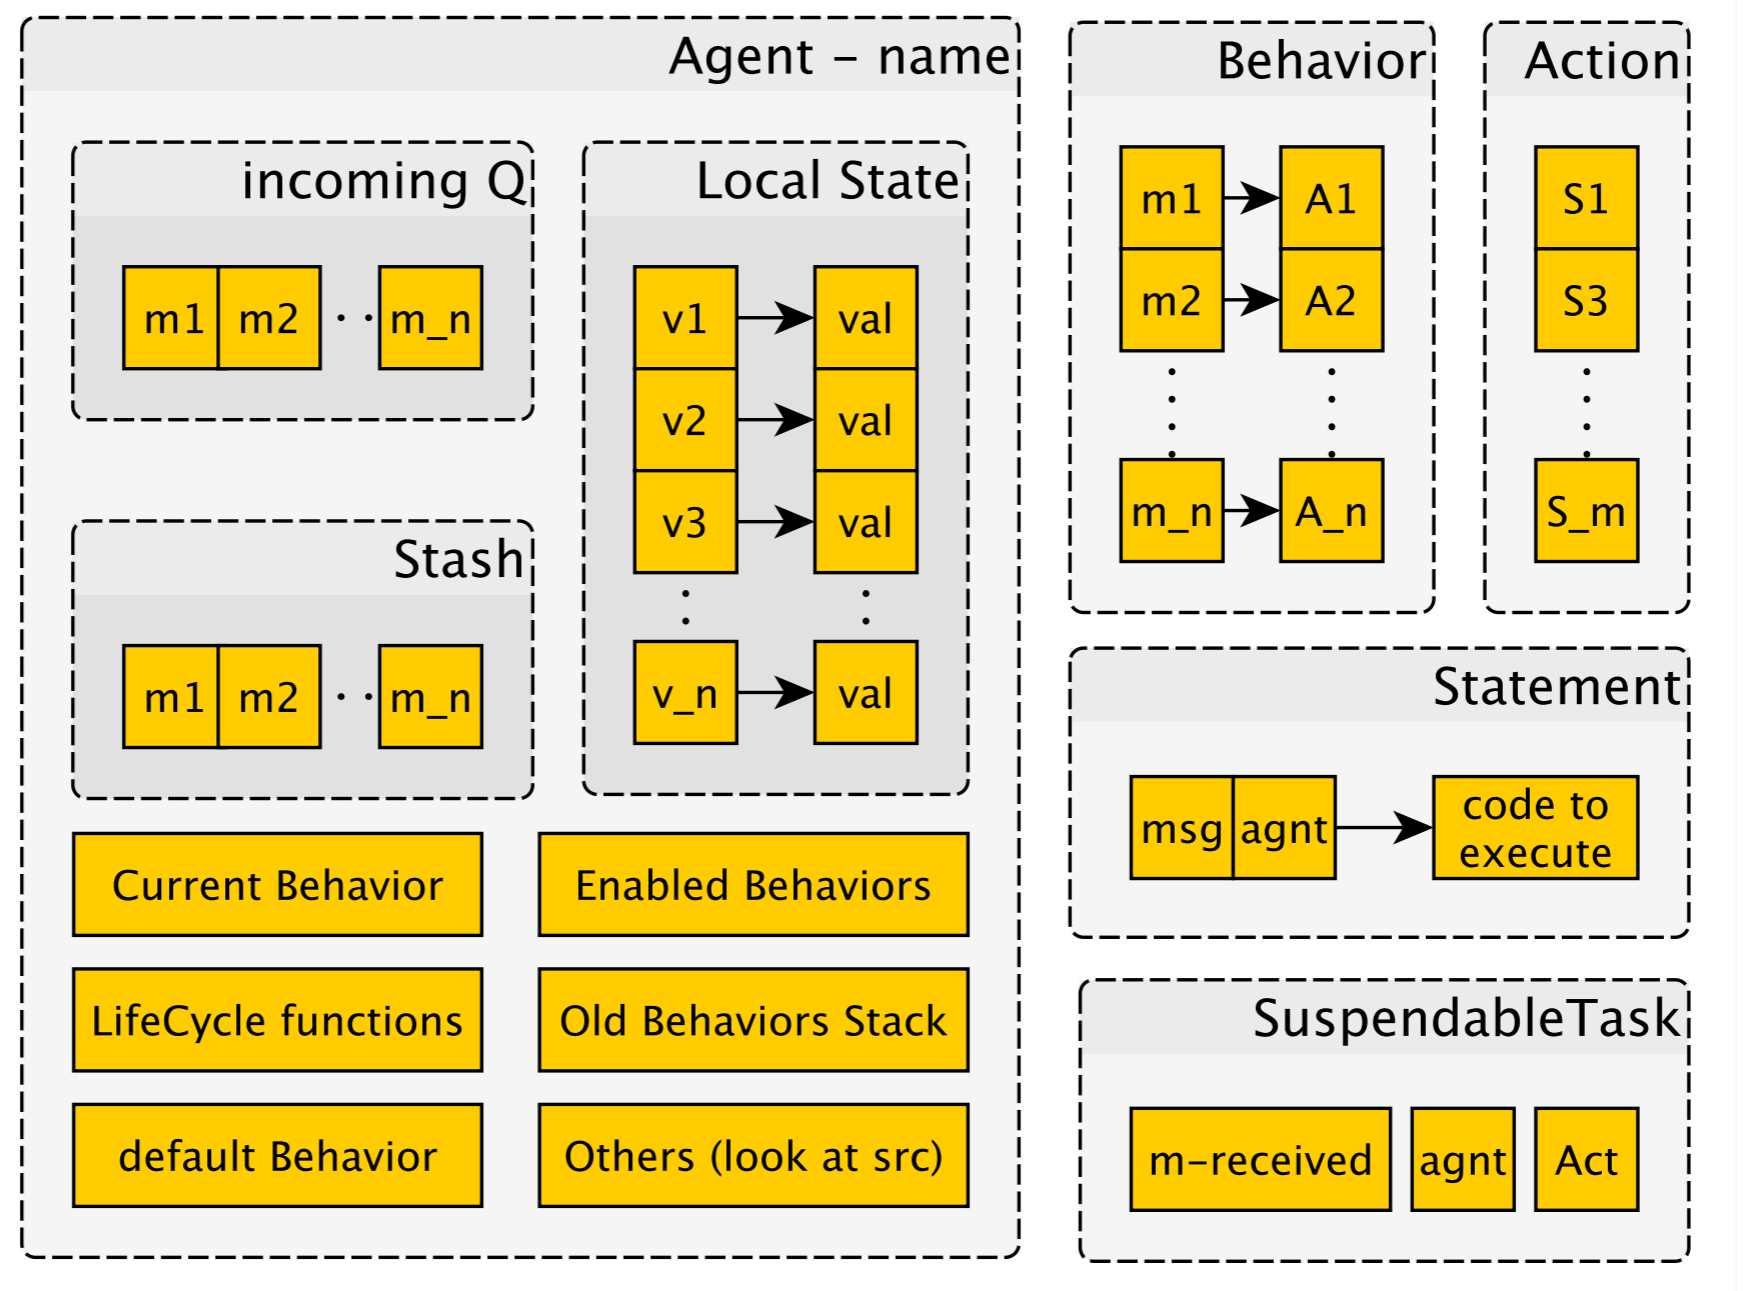 Agent – name
incoming Q
m1 m2 · · m_n
Local State
v1 val
v2 val
v3 val
v_n val
Stash
m1 m2 · · m_n
Current Behavior
Enabled Behaviors
LifeCycle functions
Old Behaviors Stack
default Behavior
Others (look at src)
Behavior
m1 A1
m2 A2
m_n A_n
Action
S1
S3
S_m
Statement
msg agnt
code to
execute
SuspendableTask
m-received agnt Act